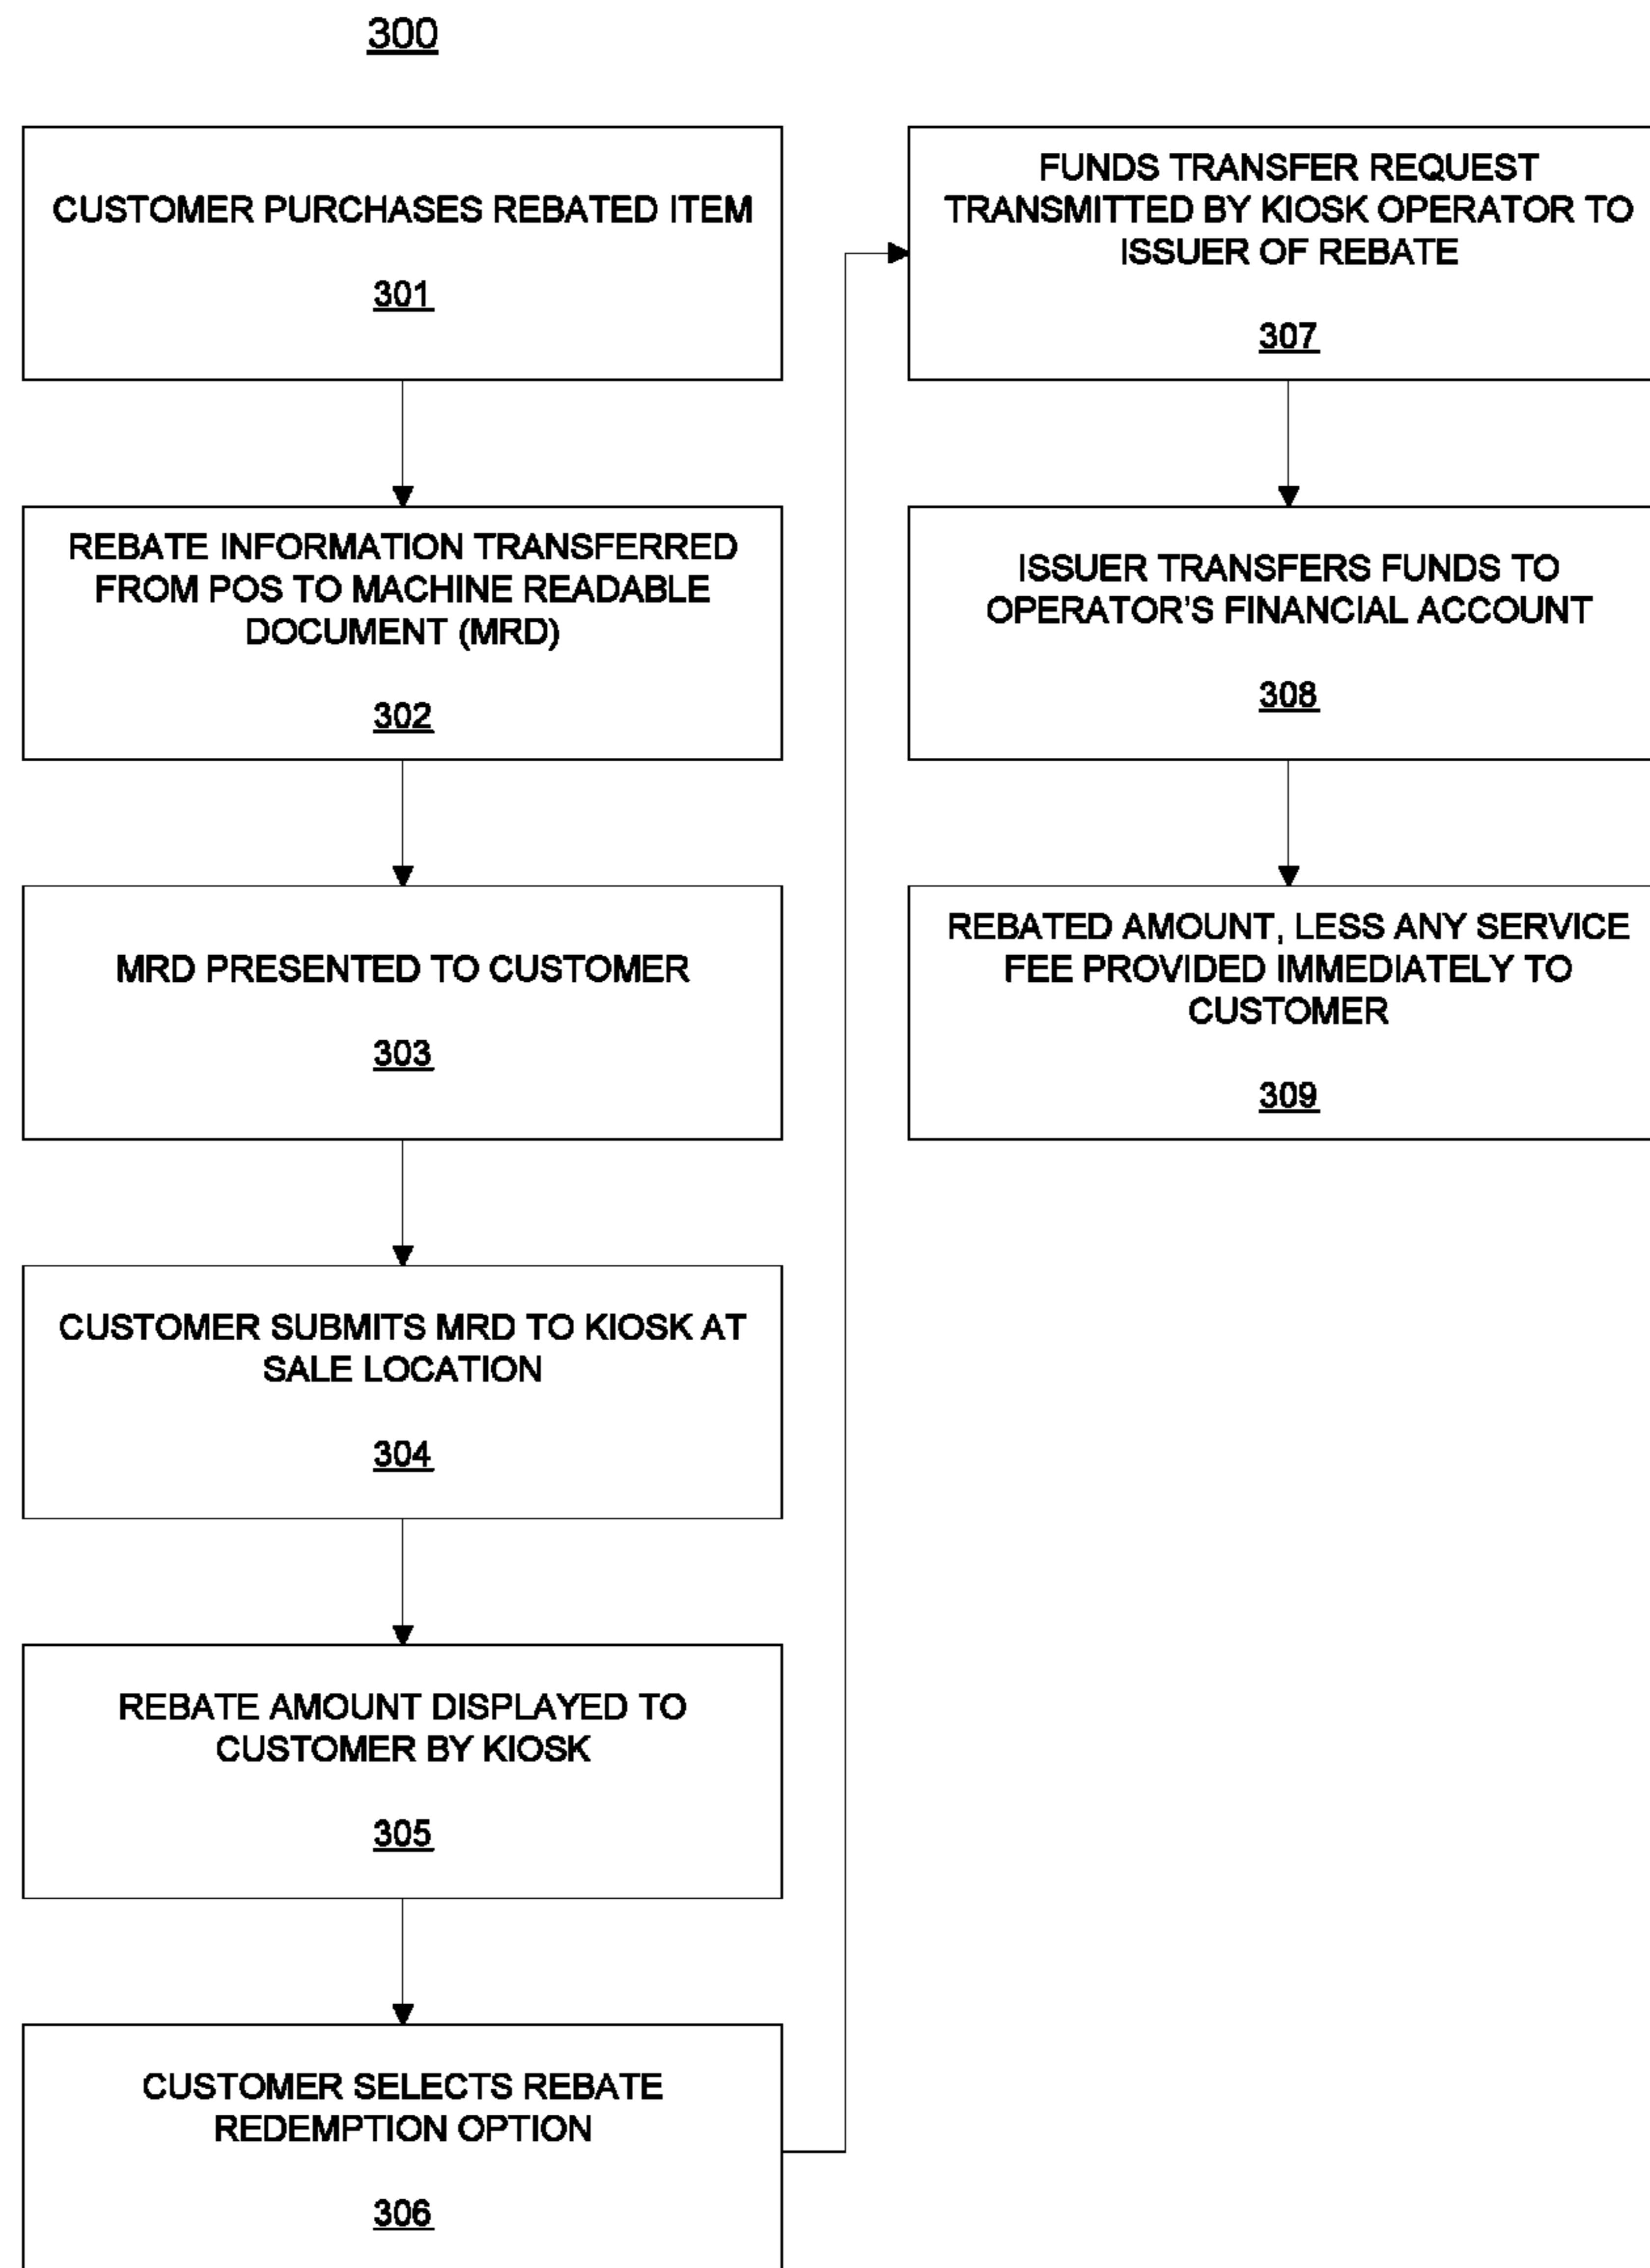 300
CUSTOMER PURCHASES REBATED ITEM
301
REBATE INFORMATION TRANSFERRED
FROM POS TO MACHINE READABLE
DOCUMENT (MRD)
302
MRD PRESENTED TO CUSTOMER
303
CUSTOMER SUBMITS MRD TO KIOSK AT
SALE LOCATION
304
REBATE AMOUNT DISPLAYED TO
CUSTOMER BY KIOSK
305
CUSTOMER SELECTS REBATE
REDEMPTION OPTION
306
FUNDS TRANSFER REQUEST
TRANSMITTED BY KIOSK OPERATOR TO
ISSUER OF REBATE
307
ISSUER TRANSFERS FUNDS TO
OPERATOR'S FINANCIAL ACCOUNT
308
REBATED AMOUNT, LESS ANY SERVICE
FEE PROVIDED IMMEDIATELY TO
CUSTOMER
309